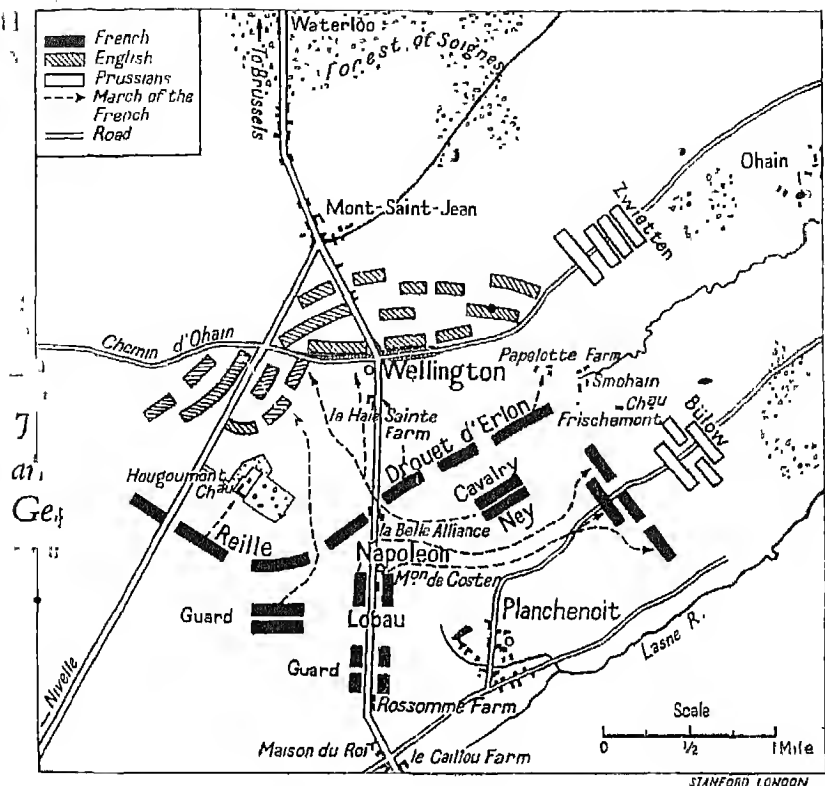 French
English
Prussians
March of the
French
Road
To Brussels
Waterloo
Forest of Soignes
Ohain
Zwietten
Mont-Saint-Jean
Chemin d'Ohain
Wellington
Papelotte Farm
Smohain
Chau
Frischemont
la Haie Sainte
Farm
Bülow
Drouet d'Erlon
Hougoumont
Chau
Cavalry
Ney
Reille
la Belle Alliance
Napoleon
Mon de Coster
Guard
Lobau
Planchenoit
Lasne R.
Guard
Nivelle
Rossomme Farm
Scale
0 1/2 1 Mile
Maison du Roi
le Caillou Farm
STANFORD LONDON